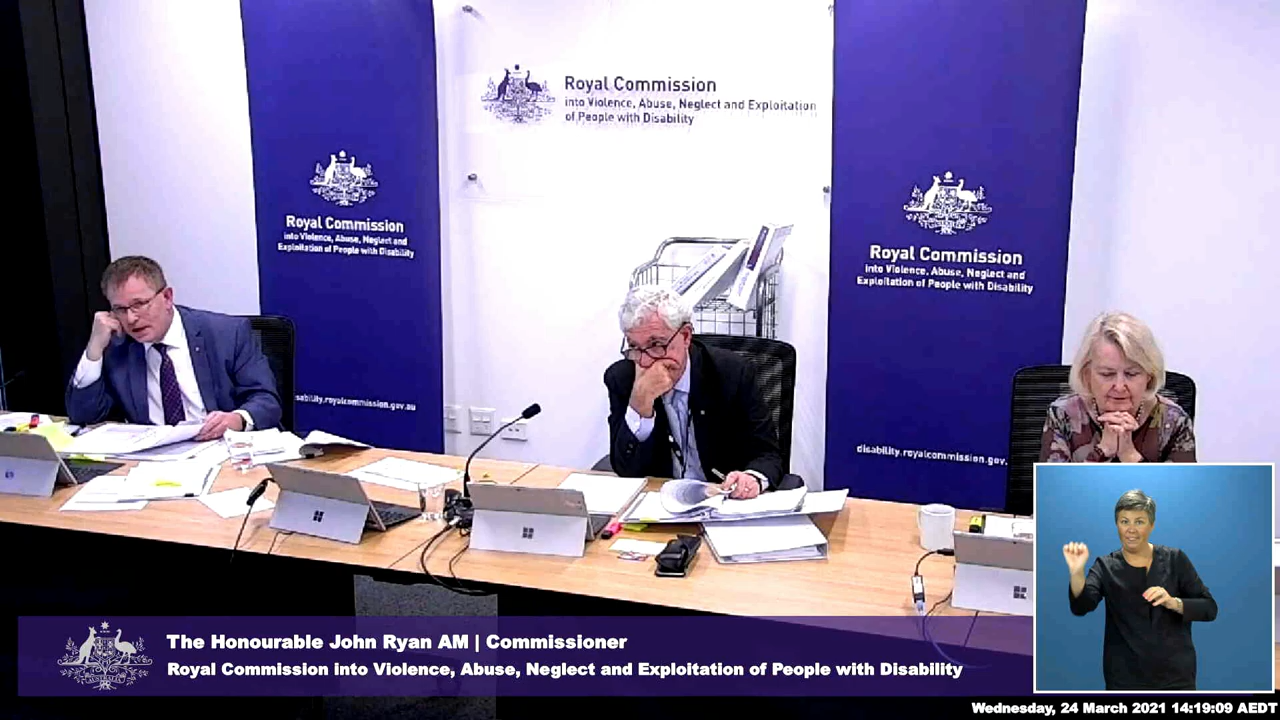 Royal Commission
into Violence, Abuse, Neglect and Exploitation
of People with Disability
Royal Commission
into Violence, Abuse, Neglect and
Exploitation of People with Disability
sability.royalcommission.gov.au
Royal Commission
into Violence, Abuse, Neglect and
Exploitation of People with Disability
disability.royalcommission.gov.
The Honourable John Ryan AM | Commissioner
Royal Commission into Violence, Abuse, Neglect and Exploitation of People with Disability
Wednesday, 24 March 2021 14:19:09 AEDT